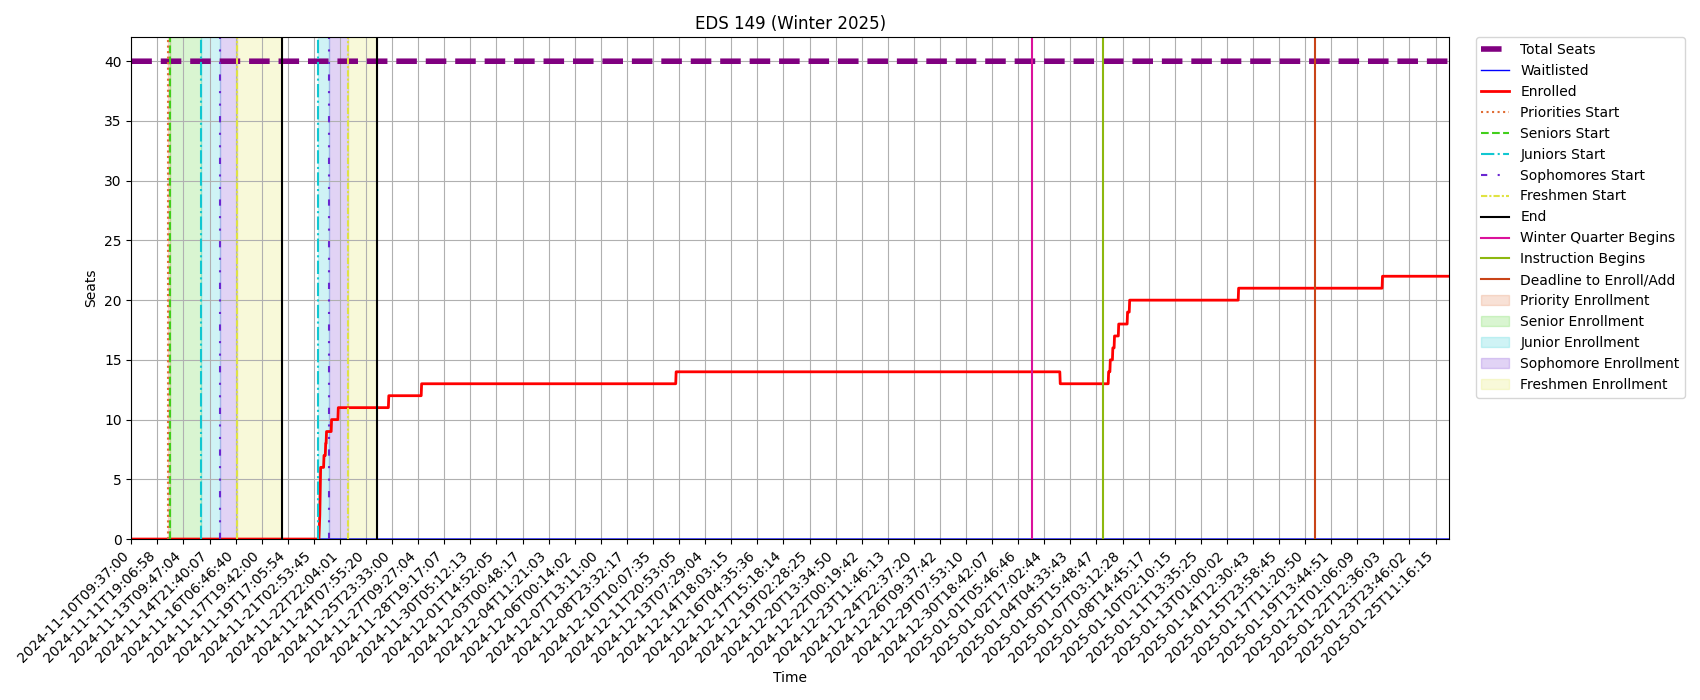 EDS 149 (Winter 2025)
Seats
40
35
30
25
20
15
10
5
0
2024-11-10T09:37:00
2024-11-11T19:06:58
2024-11-13T09:47:04
2024-11-14T21:40:07
2024-11-16T06:46:40
2024-11-17T19:42:00
2024-11-19T17:05:54
2024-11-21T02:53:45
2024-11-22T22:04:01
2024-11-24T07:55:20
2024-11-25T23:33:00
2024-11-27T09:27:04
2024-11-28T19:17:07
2024-11-30T05:12:13
2024-12-01T14:52:05
2024-12-03T00:48:17
2024-12-04T11:21:03
2024-12-06T00:14:02
2024-12-07T13:11:00
2024-12-08T23:32:17
2024-12-10T10:07:35
2024-12-11T20:53:05
2024-12-13T07:29:04
2024-12-14T18:03:15
2024-12-16T04:35:36
2024-12-17T15:18:14
2024-12-19T02:28:25
2024-12-20T13:34:50
2024-12-22T00:19:42
2024-12-23T11:46:13
2024-12-24T22:37:20
2024-12-26T09:37:42
2024-12-29T07:53:10
2024-12-30T18:42:07
2025-01-01T05:46:46
2025-01-02T17:02:44
2025-01-04T04:33:43
2025-01-05T15:48:47
2025-01-07T03:12:28
2025-01-08T14:45:17
2025-01-10T02:10:15
2025-01-11T13:35:25
2025-01-13T01:00:02
2025-01-14T12:30:43
2025-01-15T23:58:45
2025-01-17T11:20:50
2025-01-19T13:44:51
2025-01-21T01:06:09
2025-01-22T12:36:03
2025-01-23T23:46:02
2025-01-25T11:16:15
Time
Total Seats
Waitlisted
Enrolled
Priorities Start
Seniors Start
Juniors Start
Sophomores Start
Freshmen Start
End
Winter Quarter Begins
Instruction Begins
Deadline to Enroll/Add
Priority Enrollment
Senior Enrollment
Junior Enrollment
Sophomore Enrollment
Freshmen Enrollment